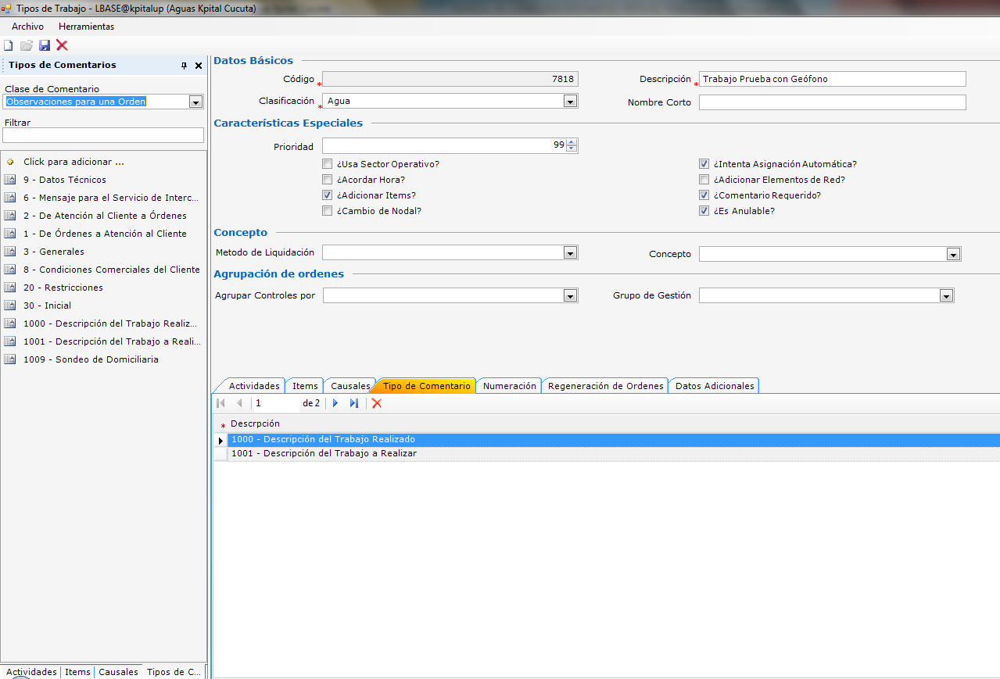 Tipos de Trabajo - LBASE@kpitalup (Aguas Kpital Cucuta)
Archivo Herramientas
Tipos de Comentarios
Clase de Comentario
Observaciones para una Orden
Filtrar
Click para adicionar ...
9 - Datos Técnicos
6 - Mensaje para el Servicio de Interc...
2 - De Atención al Cliente a Órdenes
1 - De Órdenes a Atención al Cliente
3 - Generales
8 - Condiciones Comerciales del Cliente
20 - Restricciones
30 - Inicial
1000 - Descripción del Trabajo Realiz...
1001 - Descripción del Trabajo a Reali...
1009 - Sondeo de Domiciliaria
Actividades Items Causales Tipos de C...
Datos Básicos
Código * 7818 Descripción * Trabajo Prueba con Geófono
Clasificación * Agua Nombre Corto
Características Especiales
Prioridad 99
¿Usa Sector Operativo? ¿Intenta Asignación Automática?
¿Acordar Hora? ¿Adicionar Elementos de Red?
¿Adicionar Items? ¿Comentario Requerido?
¿Cambio de Nodal? ¿Es Anulable?
Concepto
Metodo de Liquidación Concepto
Agrupación de ordenes
Agrupar Controles por Grupo de Gestión
Actividades Items Causales Tipo de Comentario Numeración Regeneración de Ordenes Datos Adicionales
1 de 2
* Descrpción
1000 - Descripción del Trabajo Realizado
1001 - Descripción del Trabajo a Realizar